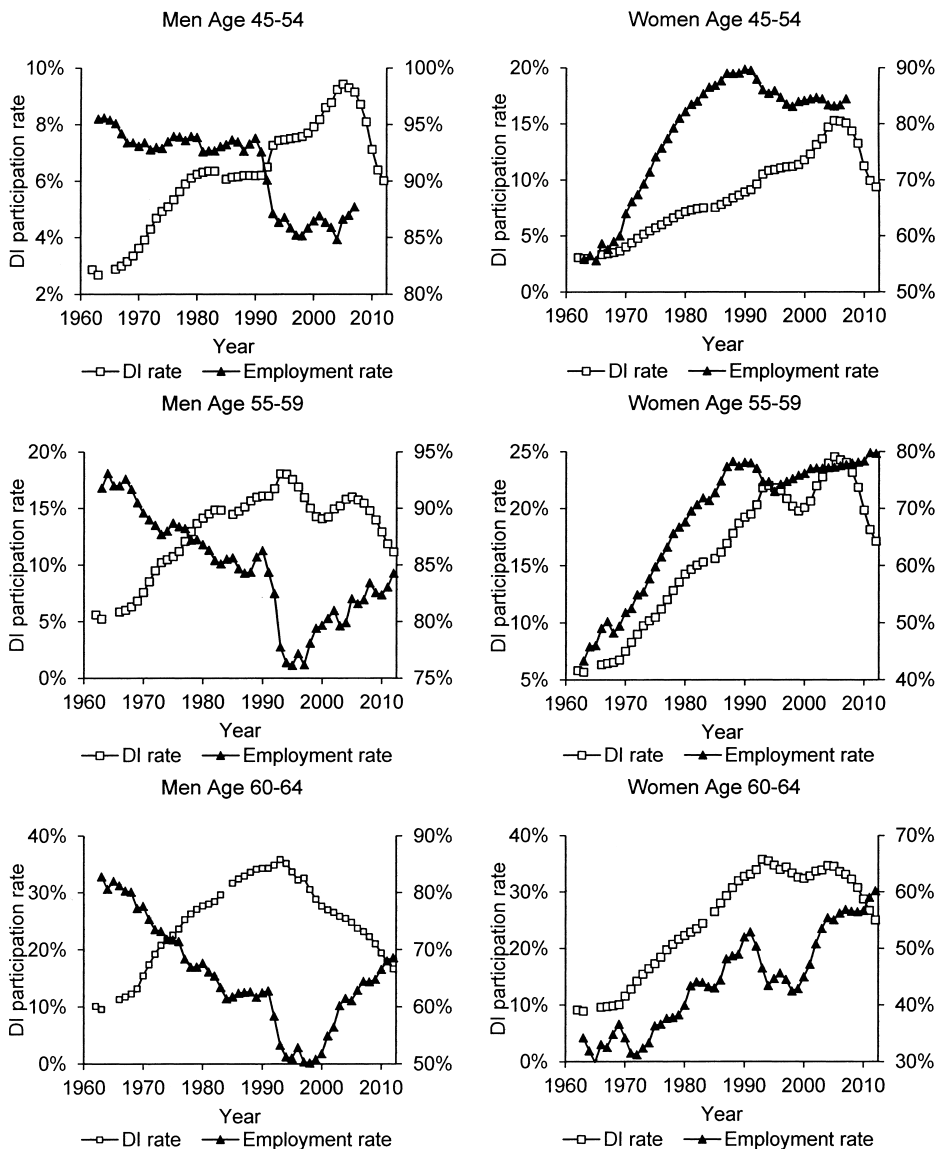 Men Age 45-54
Women Age 45-54
DI participation rate
10%
8%
6%
4%
2%
100%
95%
90%
85%
80%
1960 1970 1980 1990 2000 2010
Year
DI rate Employment rate
DI participation rate
20%
15%
10%
5%
0%
90%
80%
70%
60%
50%
1960 1970 1980 1990 2000 2010
Year
DI rate Employment rate
Men Age 55-59
Women Age 55-59
DI participation rate
20%
15%
10%
5%
0%
95%
90%
85%
80%
75%
1960 1970 1980 1990 2000 2010
Year
DI rate Employment rate
DI participation rate
25%
20%
15%
10%
5%
80%
70%
60%
50%
40%
1960 1970 1980 1990 2000 2010
Year
DI rate Employment rate
Men Age 60-64
Women Age 60-64
DI participation rate
40%
30%
20%
10%
0%
90%
80%
70%
60%
50%
1960 1970 1980 1990 2000 2010
Year
DI rate Employment rate
DI participation rate
40%
30%
20%
10%
0%
70%
60%
50%
40%
30%
1960 1970 1980 1990 2000 2010
Year
DI rate Employment rate